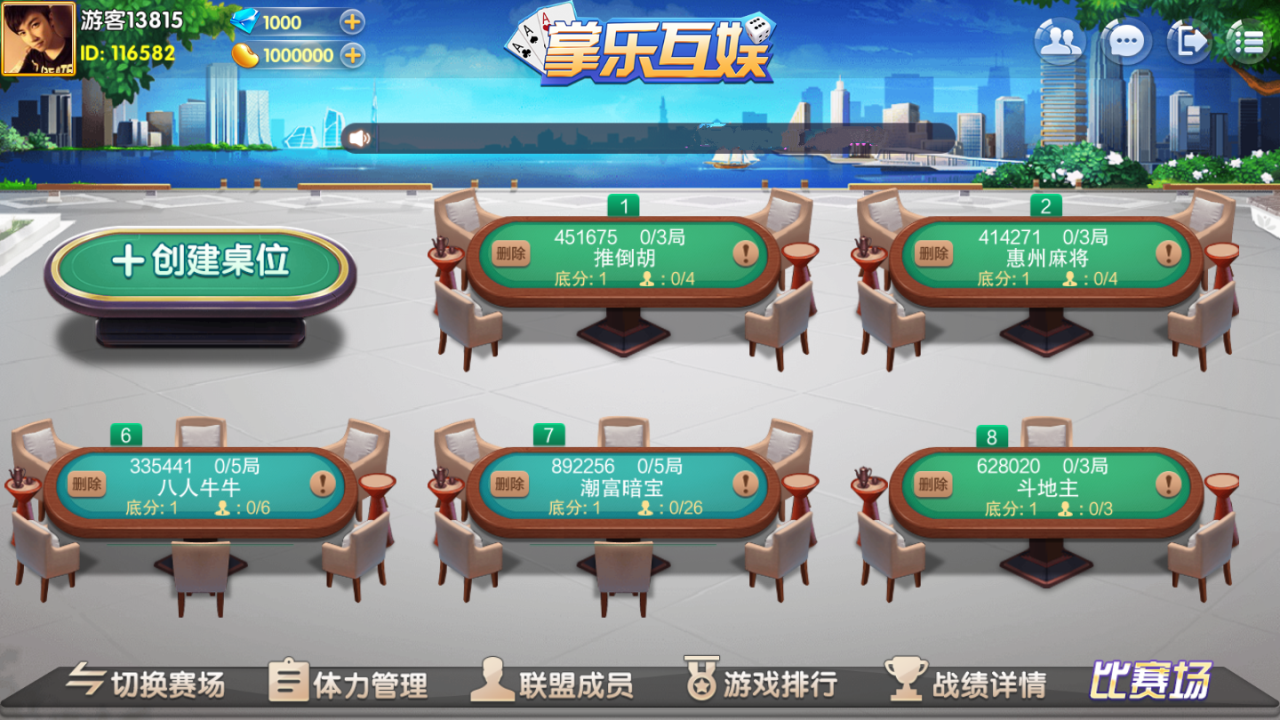 游客13815
ID: 116582
1000
1000000
掌乐互娱
创建桌位
1
451675 0/3局
删除
推倒胡
底分: 1 : 0/4
2
414271 0/3局
删除
惠州麻将
底分: 1 : 0/4
6
335441 0/5局
删除
八人牛牛
底分: 1 : 0/6
7
892256 0/5局
删除
潮富暗宝
底分: 1 : 0/26
8
628020 0/3局
删除
斗地主
底分: 1 : 0/3
切换赛场
体力管理
联盟成员
游戏排行
战绩详情
比赛场